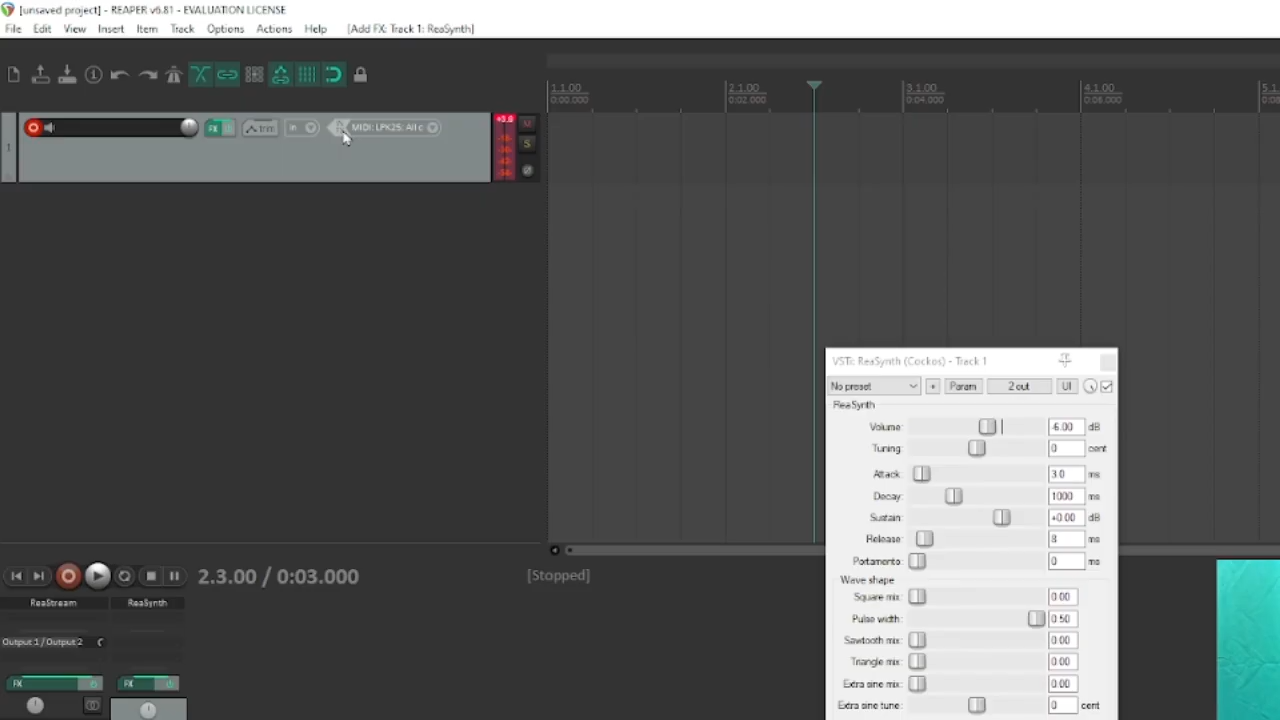 [unsaved project] - REAPER v6.81 - EVALUATION LICENSE
File Edit View Insert Item Track Options Actions Help [Add FX: Track 1: ReaSynth]
1.1.00 2.1.00 3.1.00 4.1.00 5.1
0:00.000 0:02.000 0:04.000 0:06.000
FX trim in MIDI: LPK25: All c +3.8 M
S
1
VSTi: ReaSynth (Cockos) - Track 1
No preset + Param 2 out UI
ReaSynth
Volume: -6.00 dB
Tuning: 0 cent
Attack: 3.0 ms
Decay: 1000 ms
Sustain: +0.00 dB
Release: 8 ms
Portamento: 0 ms
Wave shape
Square mix: 0.00
Pulse width: 0.50
Sawtooth mix: 0.00
Triangle mix: 0.00
Extra sine mix: 0.00
Extra sine tune: 0 cent
2.3.00 / 0:03.000 [Stopped]
ReaStream ReaSynth
Output 1 / Output 2
FX FX